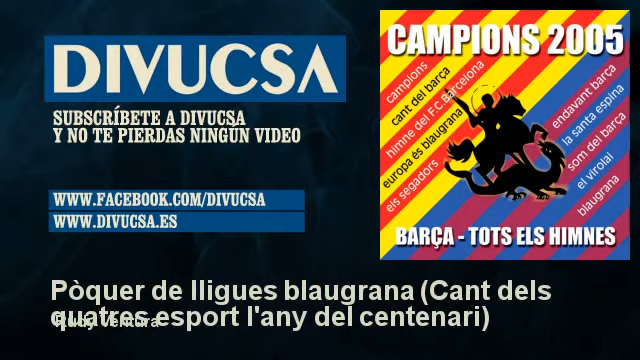 DIVUCSA
SUBSCRÍBETE A DIVUCSA
Y NO TE PIERDAS NINGÚN VIDEO
WWW.FACEBOOK.COM/DIVUCSA
WWW.DIVUCSA.ES
CAMPIONS 2005
campions
cant del barça
himne del F.C.Barcelona
europa és blaugrana
els segadors
endavant barça
la santa espina
som del barça
el virolai
blaugrana
BARÇA - TOTS ELS HIMNES
Pòquer de lligues blaugrana (Cant dels
quatres esport l'any del centenari)
Rudy Ventura